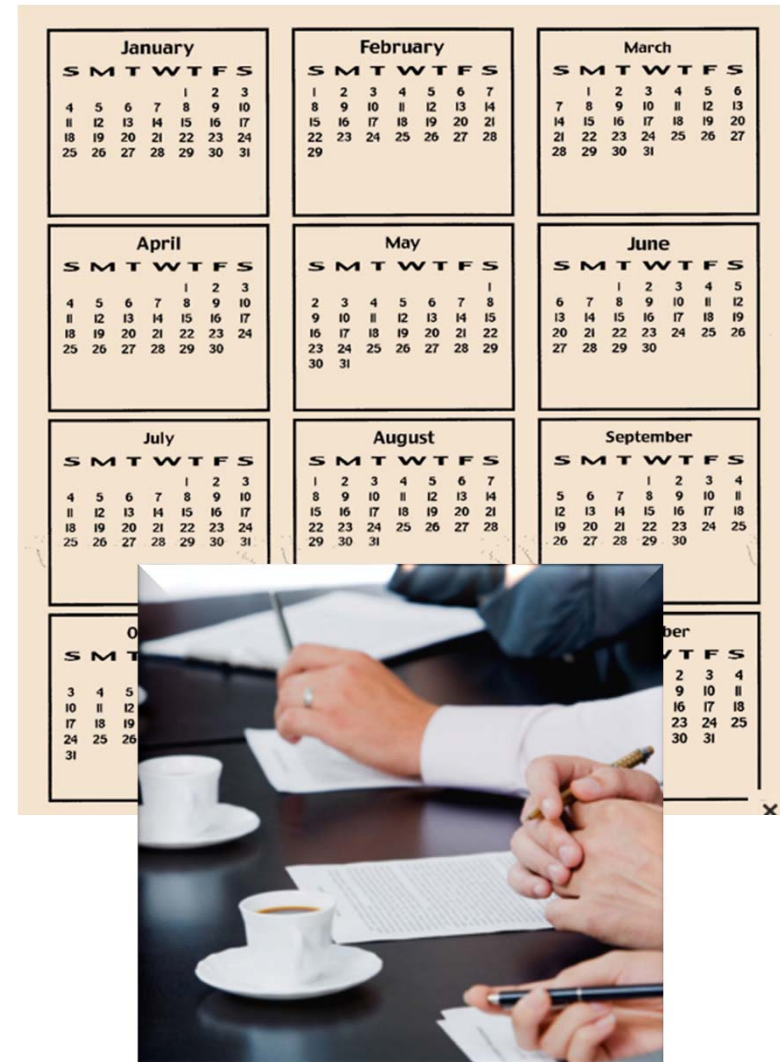 January
S M T W T F S
1 2 3
4 5 6 7 8 9 10
11 12 13 14 15 16 17
18 19 20 21 22 23 24
25 26 27 28 29 30 31
February
S M T W T F S
1 2 3 4 5 6 7
8 9 10 11 12 13 14
15 16 17 18 19 20 21
22 23 24 25 26 27 28
29
March
S M T W T F S
1 2 3 4 5 6
7 8 9 10 11 12 13
14 15 16 17 18 19 20
21 22 23 24 25 26 27
28 29 30 31
April
S M T W T F S
1 2 3
4 5 6 7 8 9 10
11 12 13 14 15 16 17
18 19 20 21 22 23 24
25 26 27 28 29 30
May
S M T W T F S
1
2 3 4 5 6 7 8
9 10 11 12 13 14 15
16 17 18 19 20 21 22
23 24 25 26 27 28 29
30 31
June
S M T W T F S
1 2 3 4 5
6 7 8 9 10 11 12
13 14 15 16 17 18 19
20 21 22 23 24 25 26
27 28 29 30
July
S M T W T F S
1 2 3
4 5 6 7 8 9 10
11 12 13 14 15 16 17
18 19 20 21 22 23 24
25 26 27 28 29 30 31
August
S M T W T F S
1 2 3 4 5 6 7
8 9 10 11 12 13 14
15 16 17 18 19 20 21
22 23 24 25 26 27 28
29 30 31
September
S M T W T F S
1 2 3 4
5 6 7 8 9 10 11
12 13 14 15 16 17 18
19 20 21 22 23 24 25
26 27 28 29 30
O
S M T
3 4 5
10 11 12
17 18 19
24 25 26
31
ber
T F S
2 3 4
9 10 11
16 17 18
23 24 25
30 31